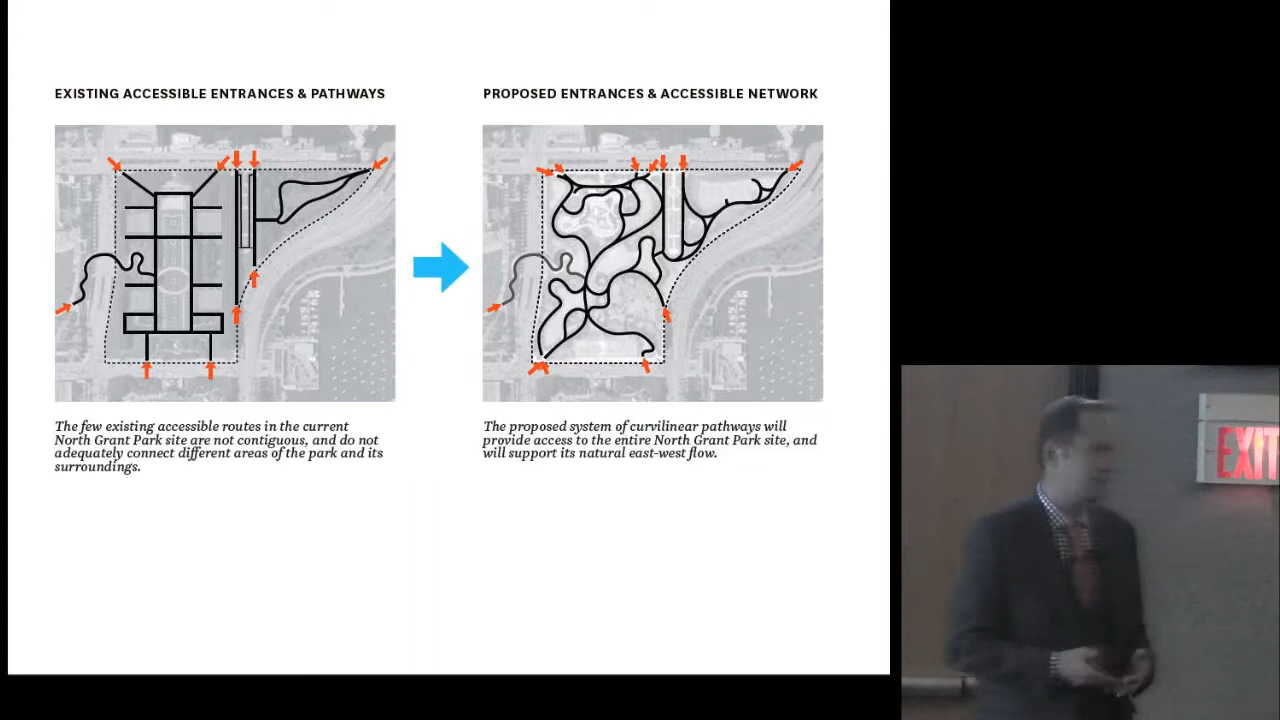 EXISTING ACCESSIBLE ENTRANCES & PATHWAYS
The few existing accessible routes in the current
North Grant Park site are not contiguous, and do not
adequately connect different areas of the park and its
surroundings.
PROPOSED ENTRANCES & ACCESSIBLE NETWORK
The proposed system of curvilinear pathways will
provide access to the entire North Grant Park site, and
will support its natural east-west flow.
EXIT